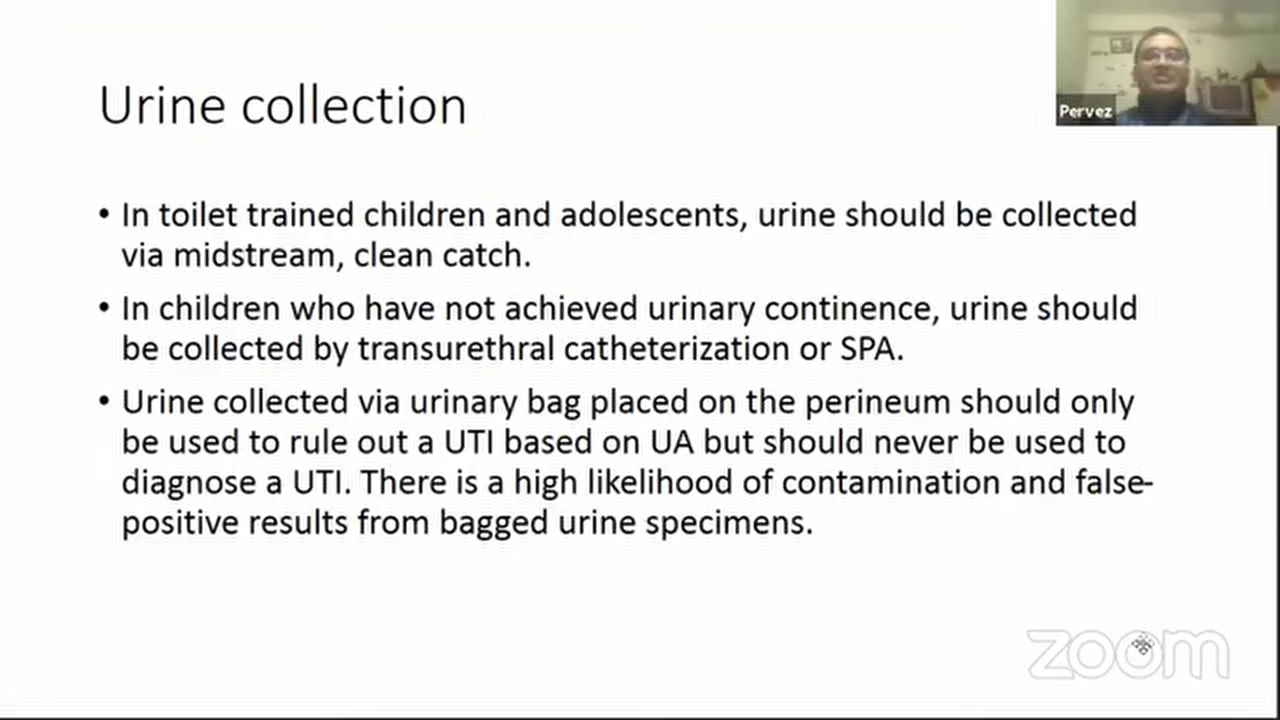 Urine collection
Pervez
• In toilet trained children and adolescents, urine should be collected
via midstream, clean catch.
• In children who have not achieved urinary continence, urine should
be collected by transurethral catheterization or SPA.
• Urine collected via urinary bag placed on the perineum should only
be used to rule out a UTI based on UA but should never be used to
diagnose a UTI. There is a high likelihood of contamination and false-
positive results from bagged urine specimens.
zoom